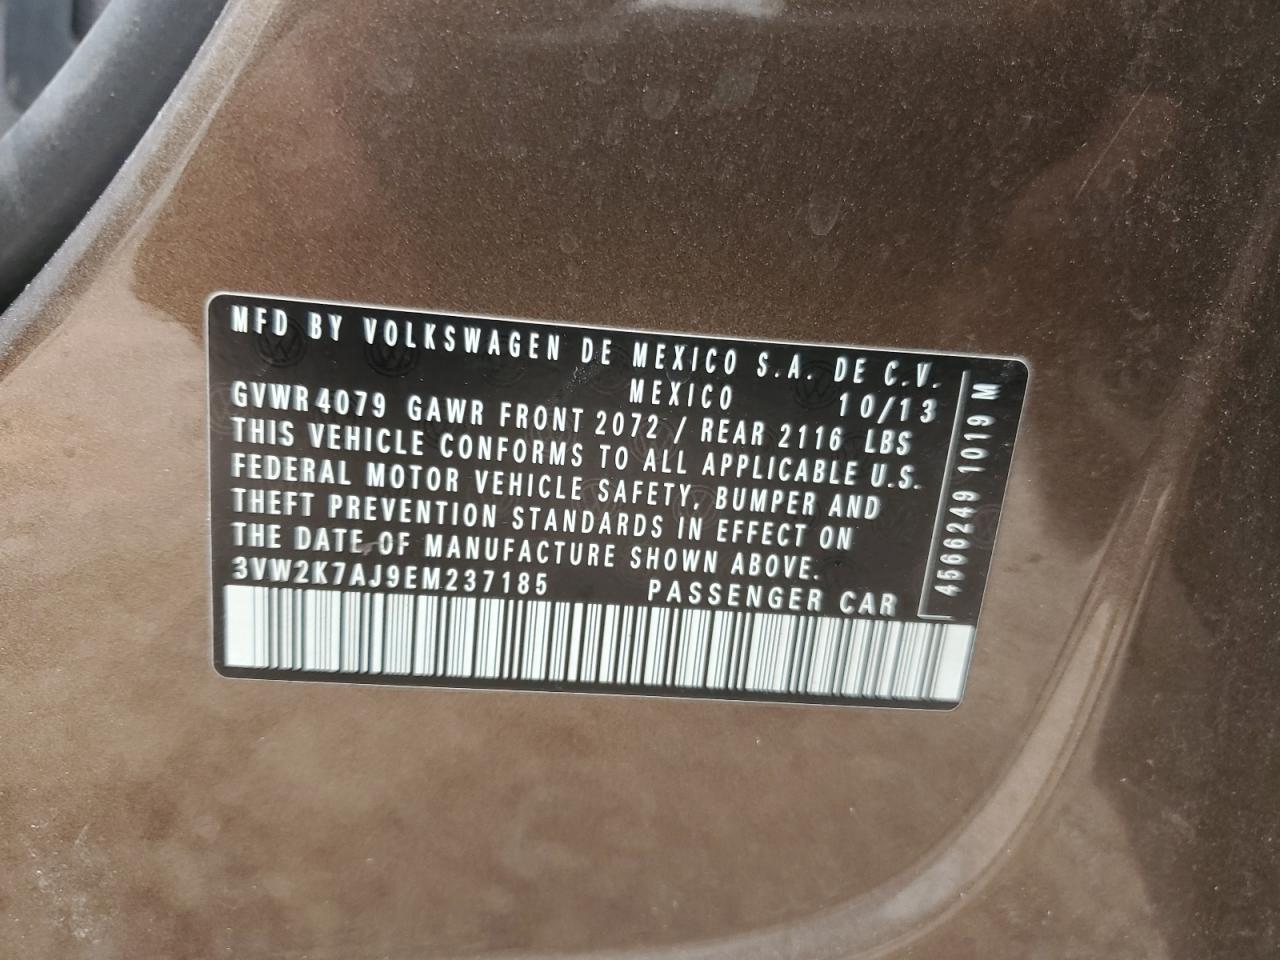 MFD BY VOLKSWAGEN DE MEXICO S.A. DE C.V.
MEXICO 10/13
GVWR 4079 GAWR FRONT 2072 / REAR 2116 LBS
THIS VEHICLE CONFORMS TO ALL APPLICABLE U.S.
FEDERAL MOTOR VEHICLE SAFETY, BUMPER AND
THEFT PREVENTION STANDARDS IN EFFECT ON
THE DATE OF MANUFACTURE SHOWN ABOVE.
3VW2K7AJ9EM237185 PASSENGER CAR
4566249 1019 M